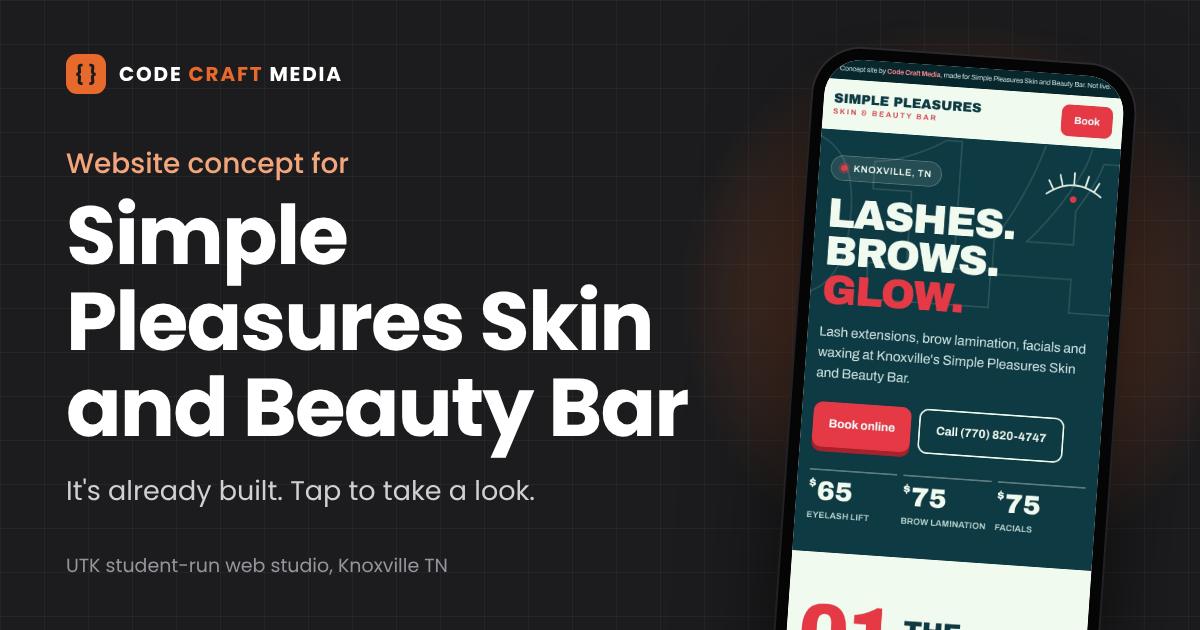 { } CODE CRAFT MEDIA
Website concept for
Simple
Pleasures Skin
and Beauty Bar
It's already built. Tap to take a look.
UTK student-run web studio, Knoxville TN
Concept site by Code Craft Media, made for Simple Pleasures Skin and Beauty Bar. Not live.
SIMPLE PLEASURES
SKIN & BEAUTY BAR
Book
KNOXVILLE, TN
LASHES.
BROWS.
GLOW.
Lash extensions, brow lamination, facials and
waxing at Knoxville's Simple Pleasures Skin
and Beauty Bar.
Book online
Call (770) 820-4747
$65
EYELASH LIFT
$75
BROW LAMINATION
$75
FACIALS
01 THE